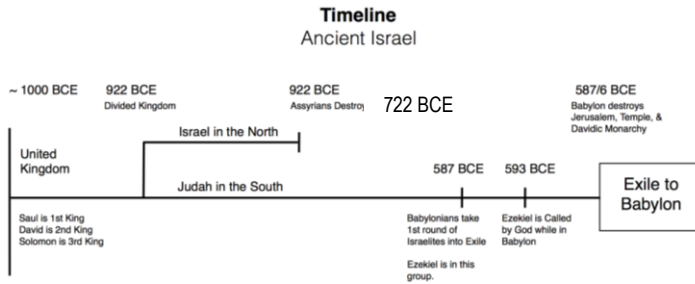 Timeline
Ancient Israel
~ 1000 BCE
922 BCE
Divided Kingdom
922 BCE
Assyrians Destroy
722 BCE
587/6 BCE
Babylon destroys
Jerusalem, Temple, &
Davidic Monarchy
Israel in the North
United
Kingdom
Judah in the South
587 BCE
593 BCE
Exile to
Babylon
Saul is 1st King
David is 2nd King
Solomon is 3rd King
Babylonians take
1st round of
Israelites into Exile
Ezekiel is in this
group.
Ezekiel is Called
by God while in
Babylon